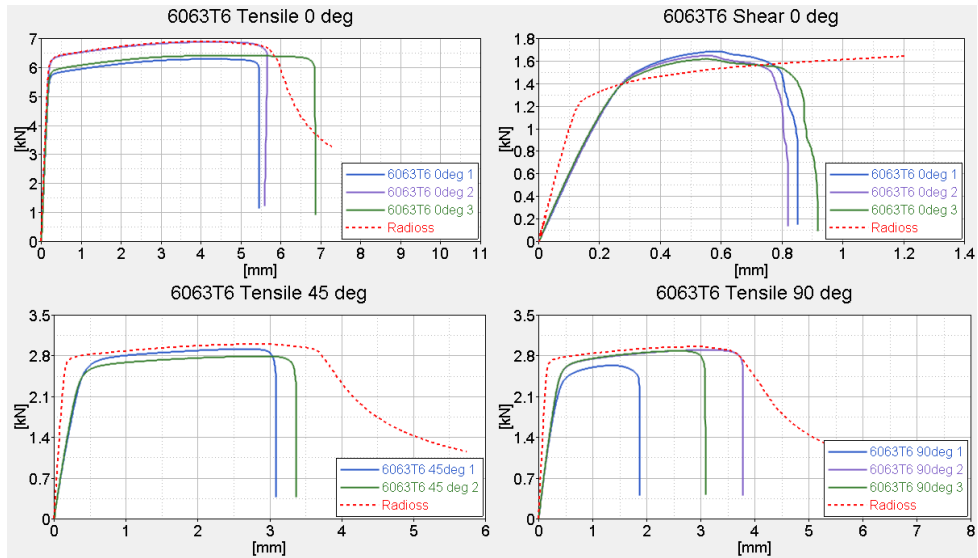 6063T6 Tensile 0 deg
7
6
5
4
3
2
1
0
[kN]
0 1 2 3 4 5 6 7 8 9 10 11
[mm]
6063T6 0deg 1
6063T6 0deg 2
6063T6 0deg 3
Radioss
6063T6 Shear 0 deg
1.8
1.6
1.4
1.2
1
0.8
0.6
0.4
0.2
0
[kN]
0 0.2 0.4 0.6 0.8 1 1.2 1.4
[mm]
6063T6 0deg 1
6063T6 0deg 2
6063T6 0deg 3
Radioss
6063T6 Tensile 45 deg
3.5
2.8
2.1
1.4
0.7
0
[kN]
0 1 2 3 4 5 6
[mm]
6063T6 45deg 1
6063T6 45 deg 2
Radioss
6063T6 Tensile 90 deg
3.5
2.8
2.1
1.4
0.7
0
[kN]
0 1 2 3 4 5 6 7 8
[mm]
6063T6 90deg 1
6063T6 90deg 2
6063T6 90deg 3
Radioss